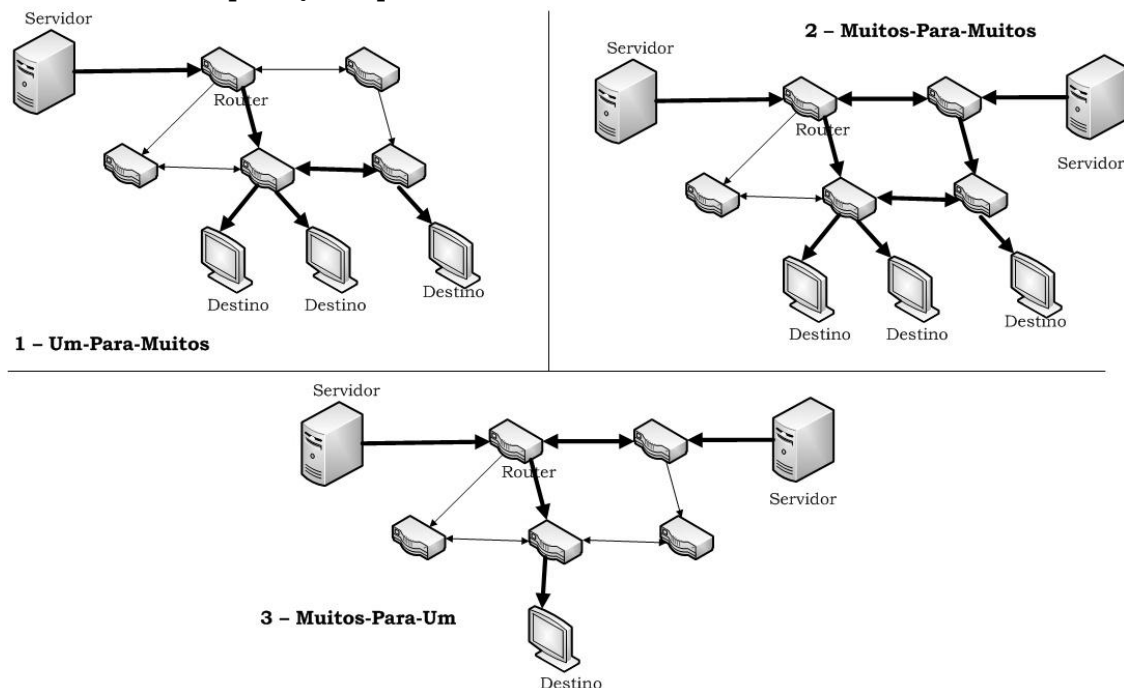 Servidor
Router
Destino
Destino
Destino
1 – Um-Para-Muitos
2 – Muitos-Para-Muitos
Servidor
Router
Servidor
Destino
Destino
Destino
Servidor
Router
Servidor
3 – Muitos-Para-Um
Destino